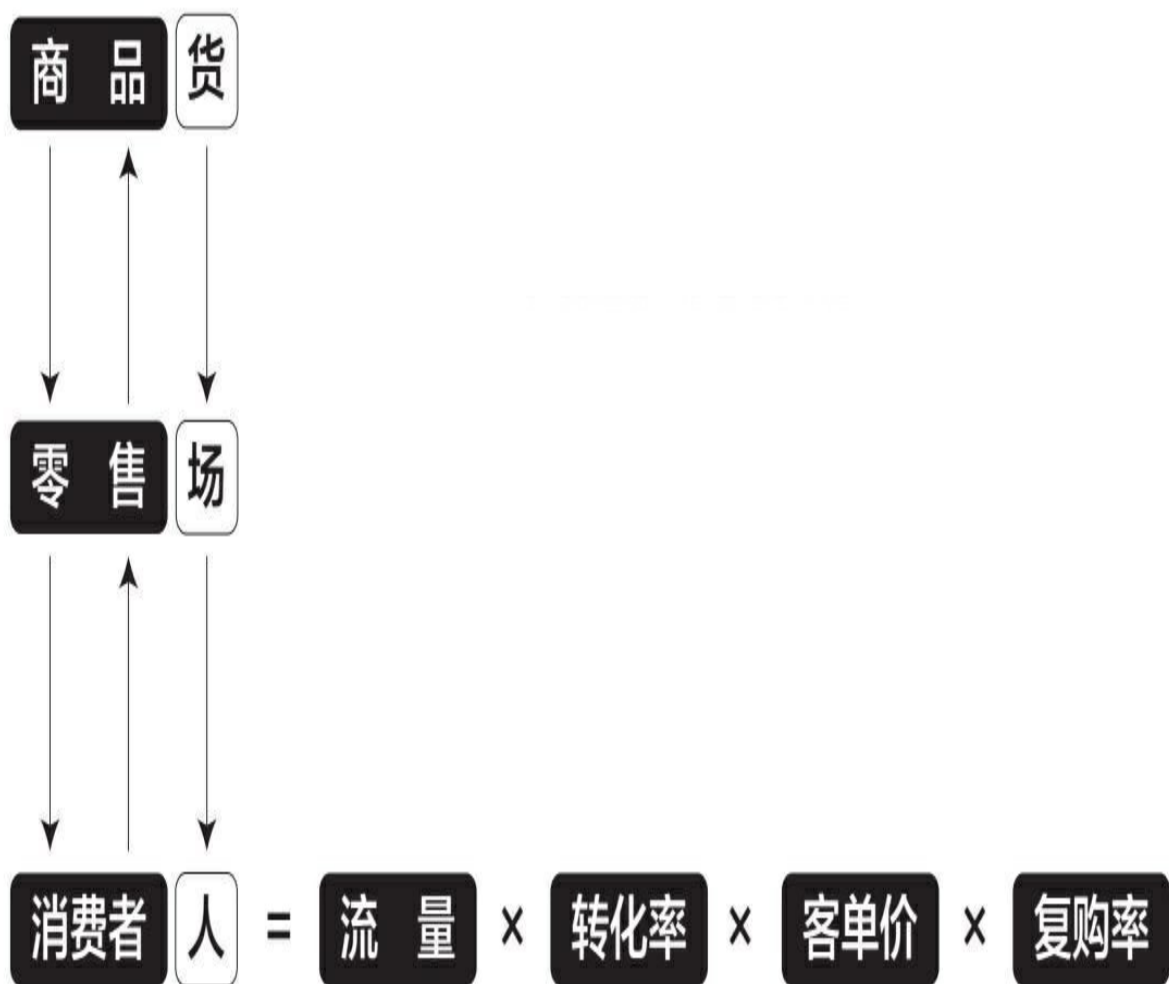 商品 货
零售 场
消费者 人 = 流量 × 转化率 × 客单价 × 复购率